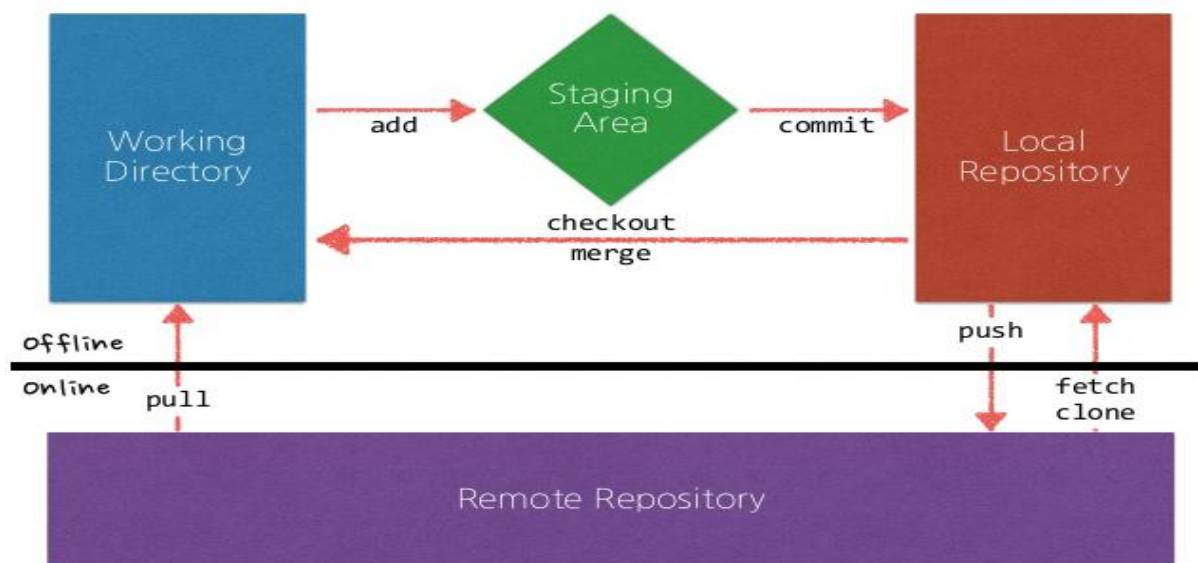 Working
Directory
add
Staging
Area
commit
Local
Repository
checkout
merge
Offline
push
Online
pull
fetch
clone
Remote Repository